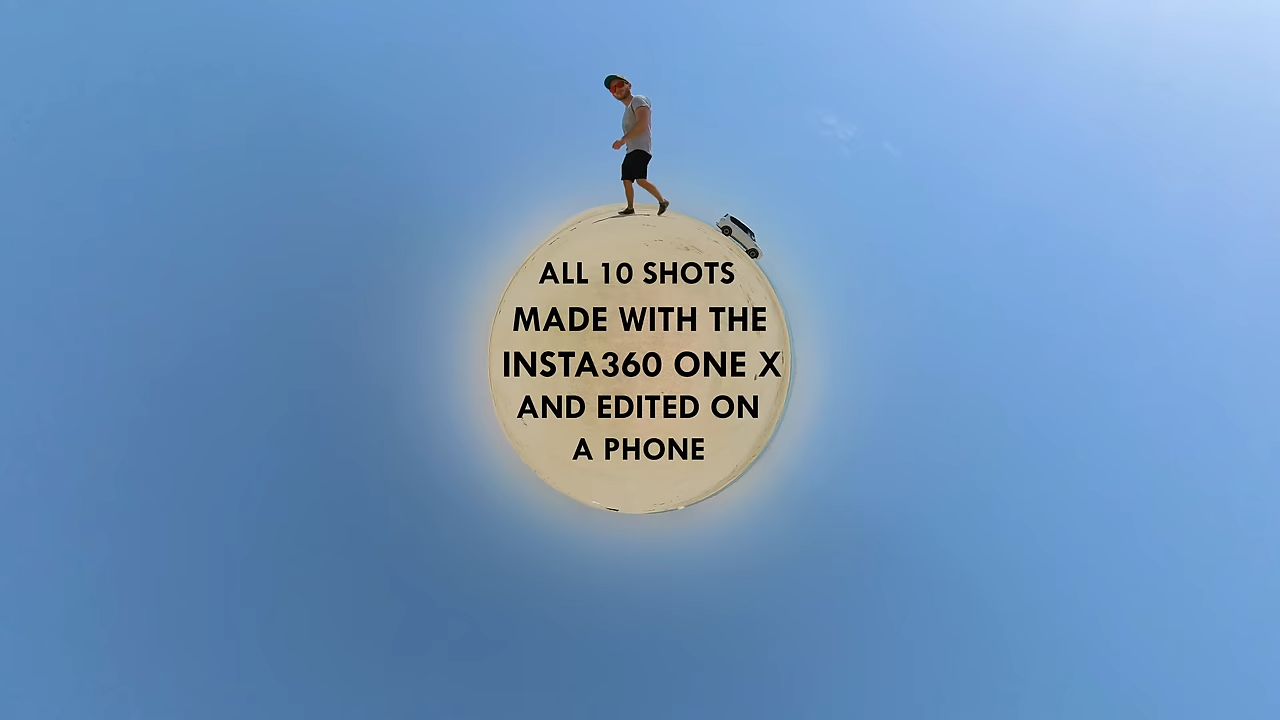 ALL 10 SHOTS
MADE WITH THE
INSTA360 ONE X
AND EDITED ON
A PHONE